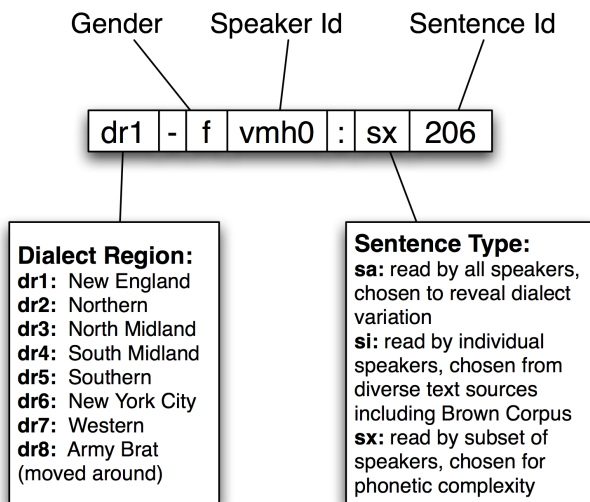 Gender Speaker Id Sentence Id
dr1 - f vmh0 : sx 206
Dialect Region:
dr1: New England
dr2: Northern
dr3: North Midland
dr4: South Midland
dr5: Southern
dr6: New York City
dr7: Western
dr8: Army Brat
(moved around)
Sentence Type:
sa: read by all speakers,
chosen to reveal dialect
variation
si: read by individual
speakers, chosen from
diverse text sources
including Brown Corpus
sx: read by subset of
speakers, chosen for
phonetic complexity